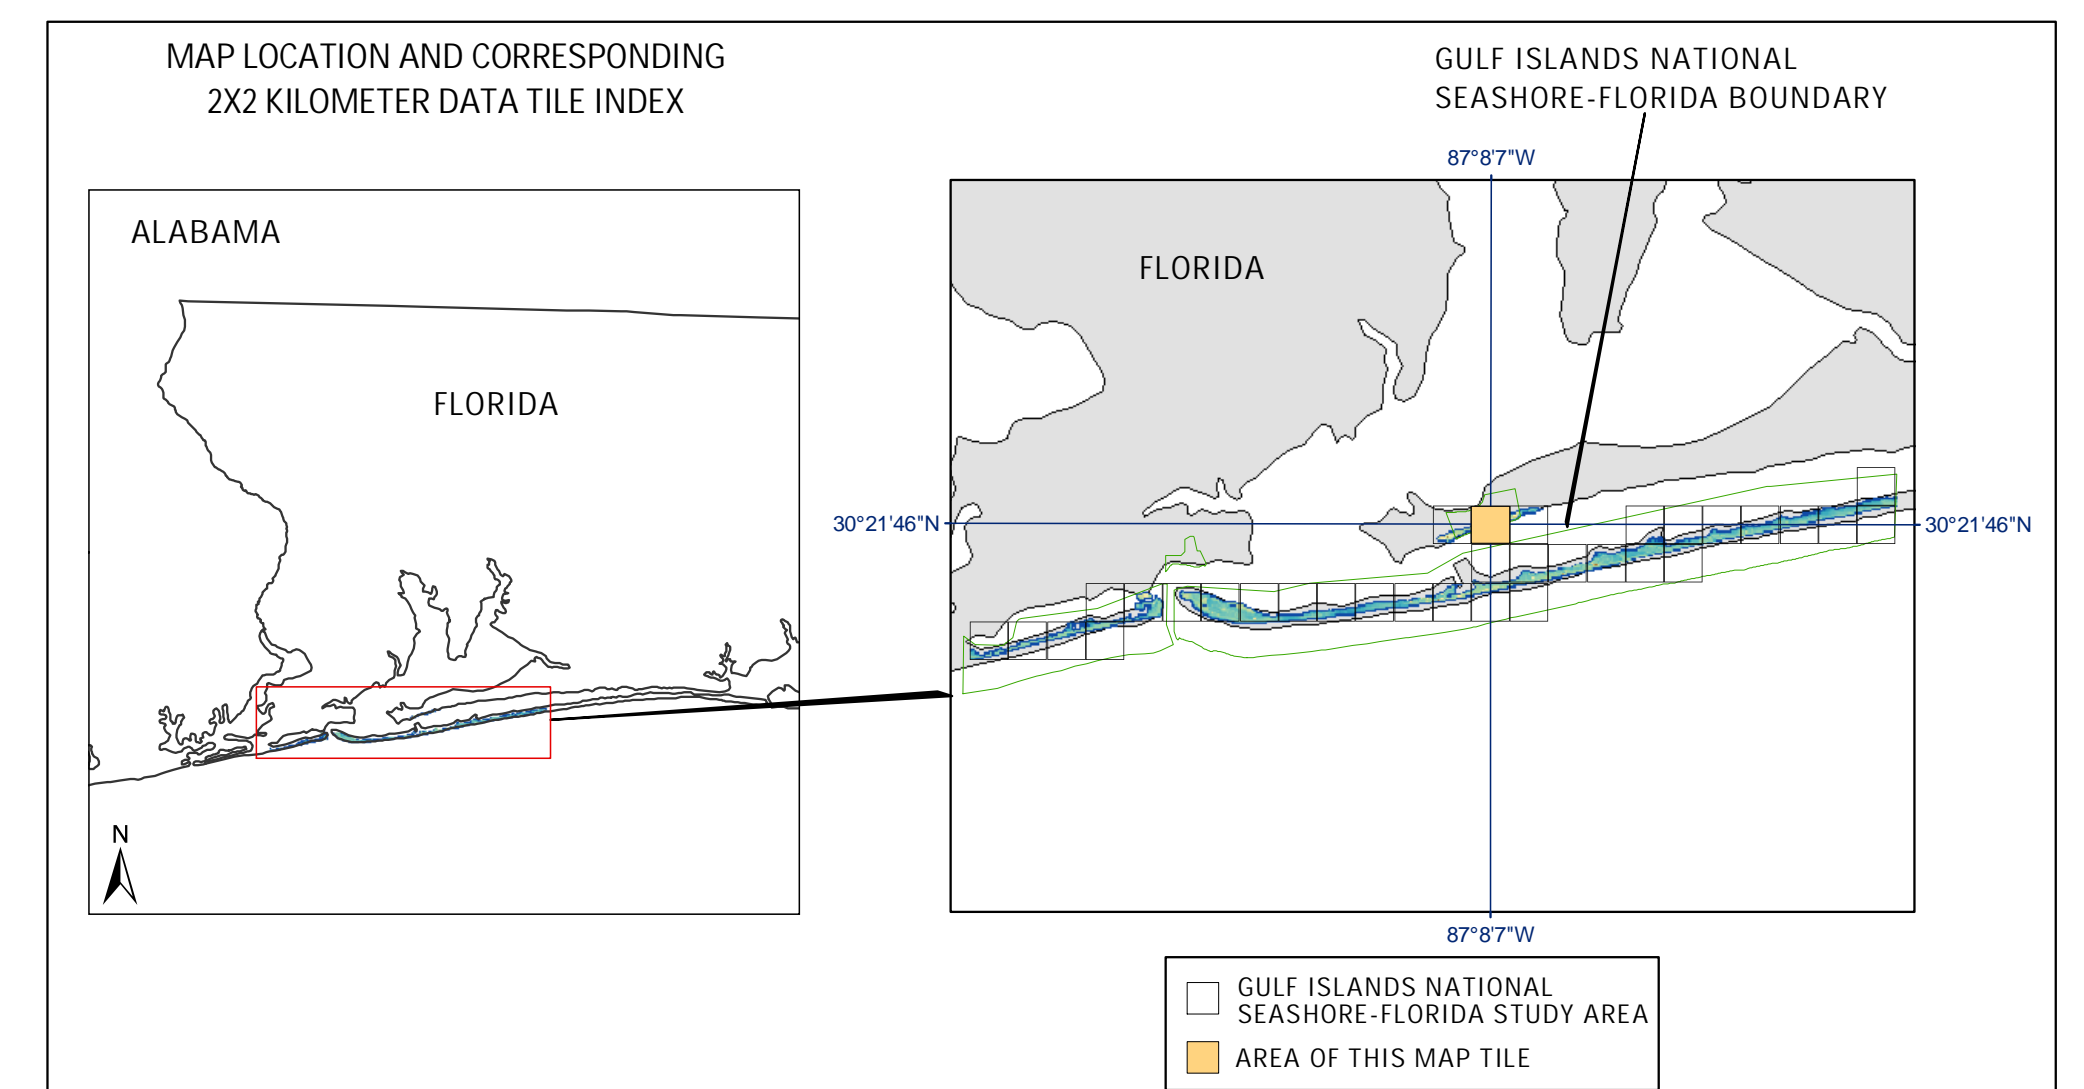 MAP LOCATION AND CORRESPONDING
2X2 KILOMETER DATA TILE INDEX
GULF ISLANDS NATIONAL
SEASHORE-FLORIDA BOUNDARY
87°8'7"W
ALABAMA
FLORIDA
FLORIDA
30°21'46"N
30°21'46"N
N
87°8'7"W
GULF ISLANDS NATIONAL
SEASHORE-FLORIDA STUDY AREA
AREA OF THIS MAP TILE